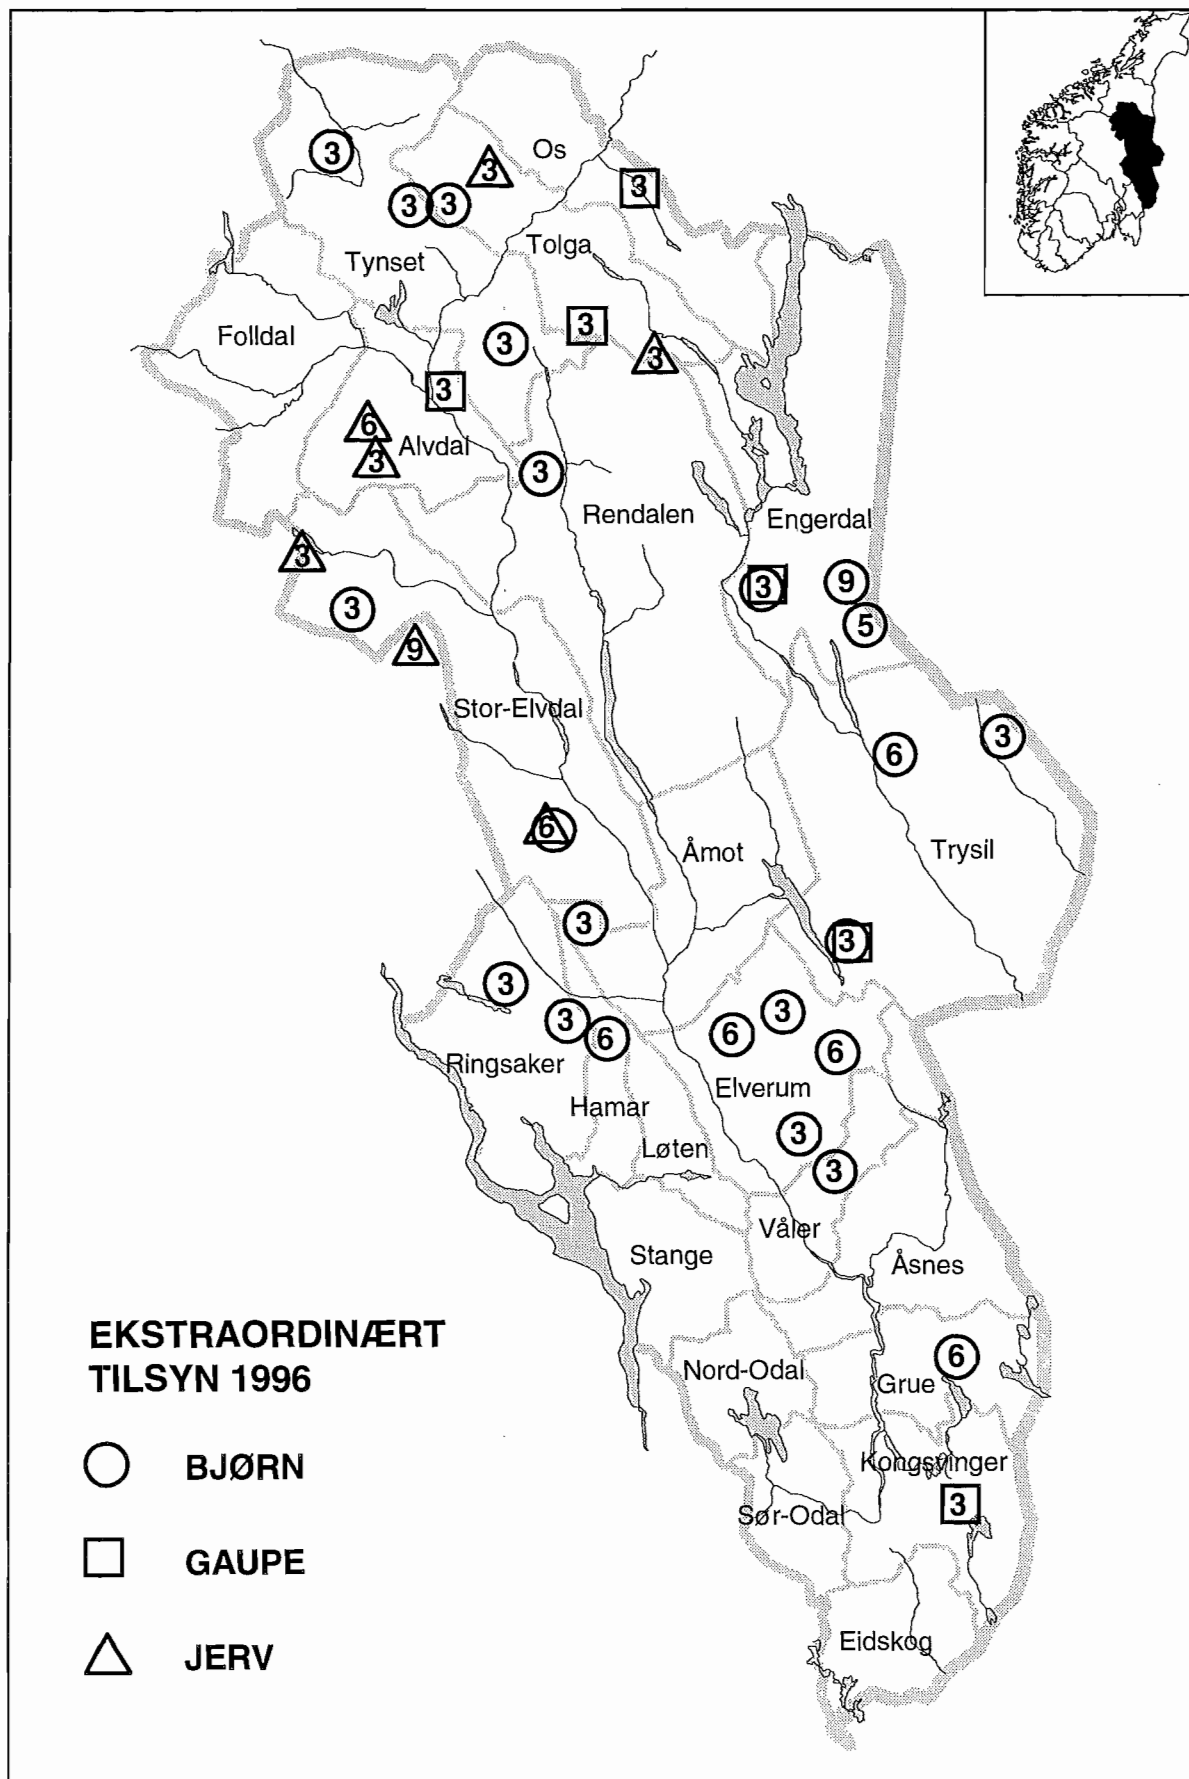 Os
3
3
3
3
3
Tolga
Tynset
3
Folldal
3
3
3
6
Alvdal
3
3
Rendalen
Engerdal
3
3
9
3
5
9
Stor-Elvdal
3
6
6
Åmot
Trysil
3
3
3
3
3
6
6
6
Ringsaker
Elverum
Hamar
3
Løten
3
Våler
Stange
Åsnes
EKSTRAORDINÆRT
TILSYN 1996
6
Nord-Odal
Grue
BJØRN
Kongsvinger
3
Sør-Odal
GAUPE
Eidskog
JERV